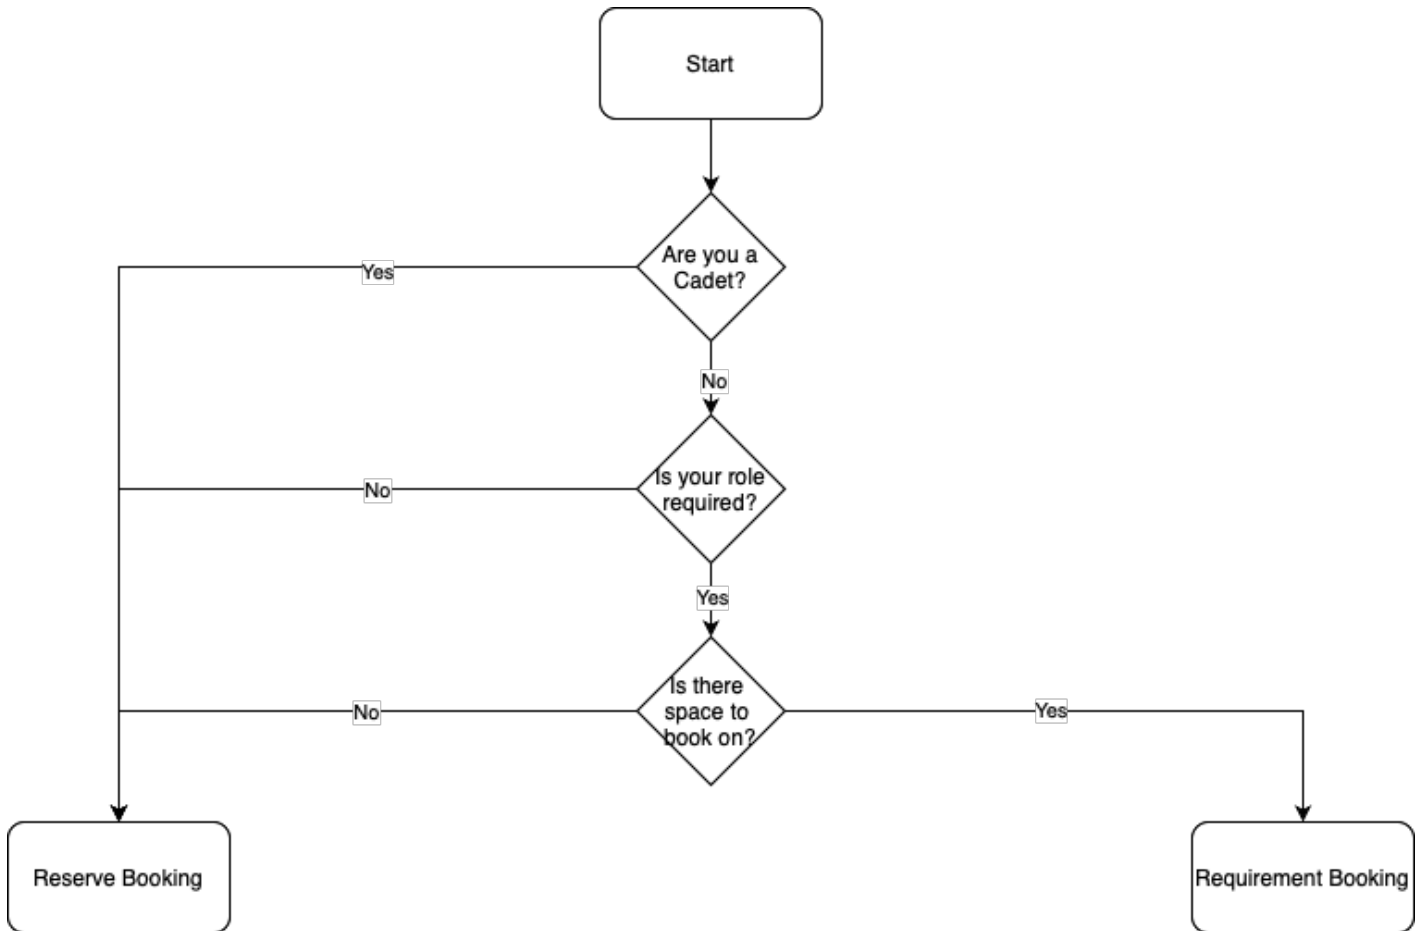 Start
Are you a
Cadet?
Yes
No
Is your role
required?
No
Yes
Is there
space to
book on?
No
Yes
Reserve Booking
Requirement Booking